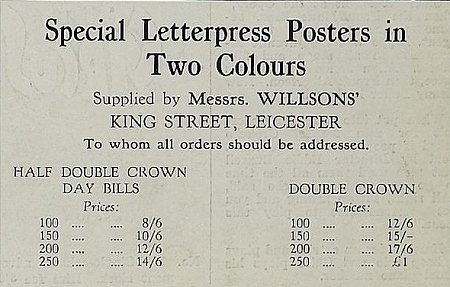 Special Letterpress Posters in
Two Colours
Supplied by Messrs. WILLSONS'
KING STREET, LEICESTER
To whom all orders should be addressed.
HALF DOUBLE CROWN
DAY BILLS
Prices:
100 .... .... 8/6
150 .... .... 10/6
200 .... .... 12/6
250 .... .... 14/6
DOUBLE CROWN
Prices:
100 .... .... 12/6
150 .... .... 15/-
200 .... .... 17/6
250 .... .... £1